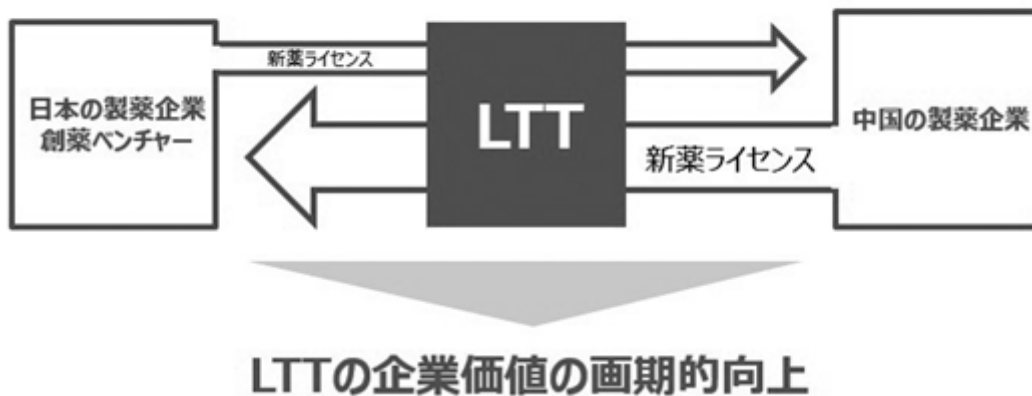 新薬ライセンス
日本の製薬企業
創薬ベンチャー
LTT
中国の製薬企業
新薬ライセンス
LTTの企業価値の画期的向上